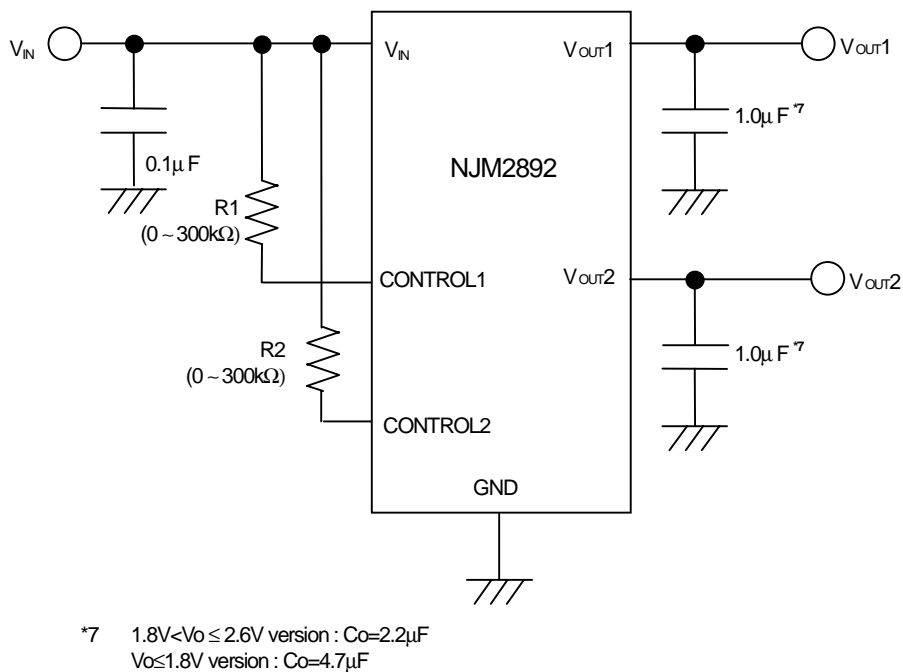 VIN
VIN
VOUT1
VOUT1
1.0μF *7
0.1μF
NJM2892
R1
(0~300kΩ)
CONTROL1
VOUT2
VOUT2
R2
(0~300kΩ)
1.0μF *7
CONTROL2
GND
*7 1.8V<Vo≤2.6V version : Co=2.2μF
Vo≤1.8V version : Co=4.7μF